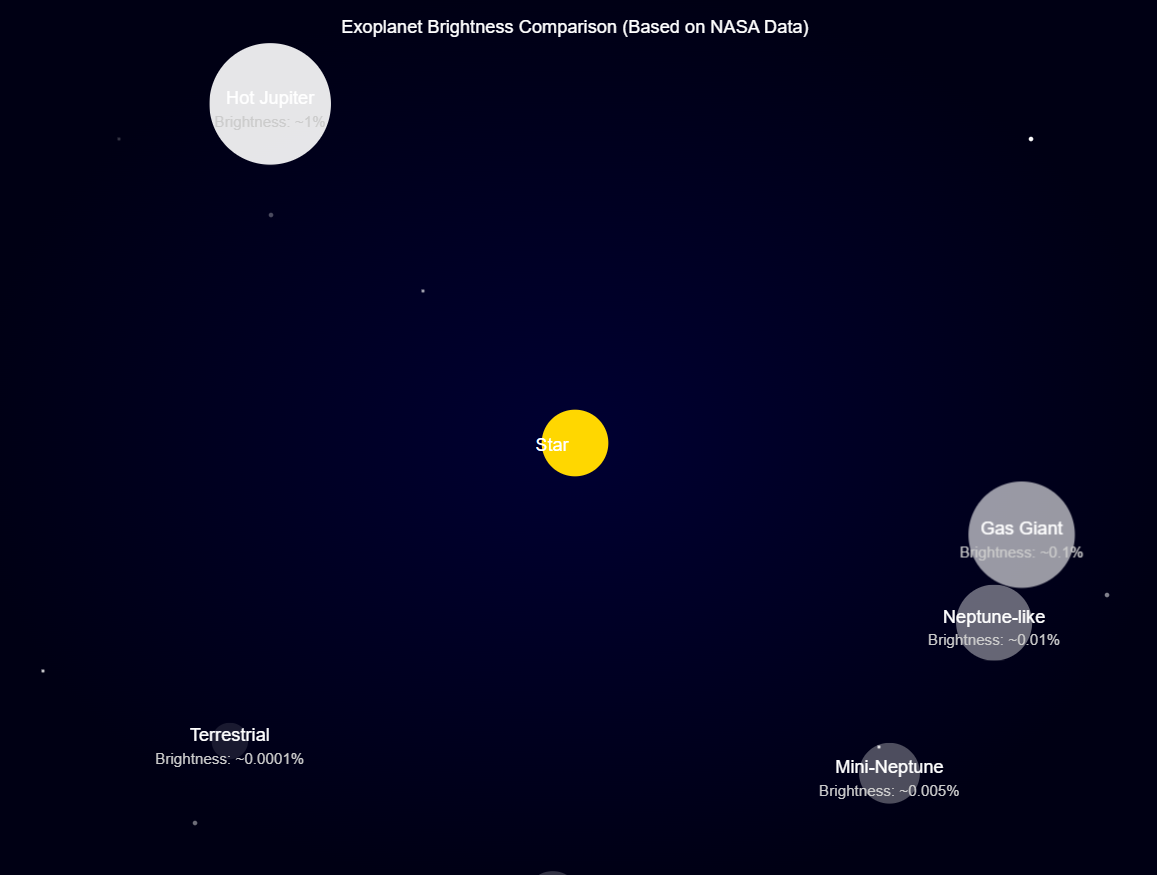 Exoplanet Brightness Comparison (Based on NASA Data)
Hot Jupiter
Brightness: ~1%
Star
Gas Giant
Brightness: ~0.1%
Neptune-like
Brightness: ~0.01%
Terrestrial
Brightness: ~0.0001%
Mini-Neptune
Brightness: ~0.005%